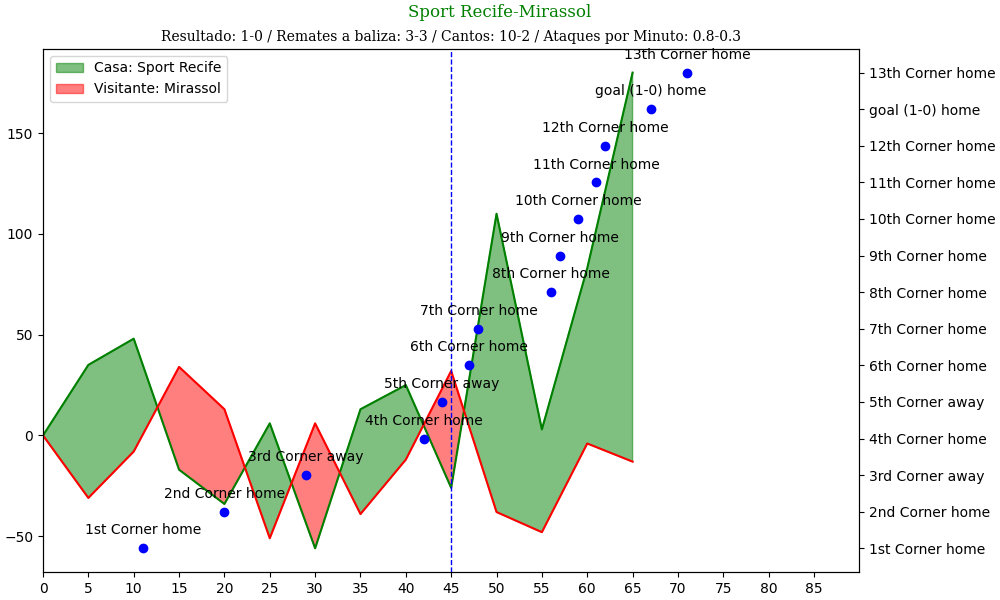 Sport Recife-Mirassol
Resultado: 1-0 / Remates a baliza: 3-3 / Cantos: 10-2 / Ataques por Minuto: 0.8-0.3
Casa: Sport Recife
Visitante: Mirassol
13th Corner home
goal (1-0) home
12th Corner home
11th Corner home
10th Corner home
9th Corner home
8th Corner home
7th Corner home
6th Corner home
5th Corner away
4th Corner home
3rd Corner away
2nd Corner home
1st Corner home
150
100
50
0
−50
13th Corner home
goal (1-0) home
12th Corner home
11th Corner home
10th Corner home
9th Corner home
8th Corner home
7th Corner home
6th Corner home
5th Corner away
4th Corner home
3rd Corner away
2nd Corner home
1st Corner home
0 5 10 15 20 25 30 35 40 45 50 55 60 65 70 75 80 85